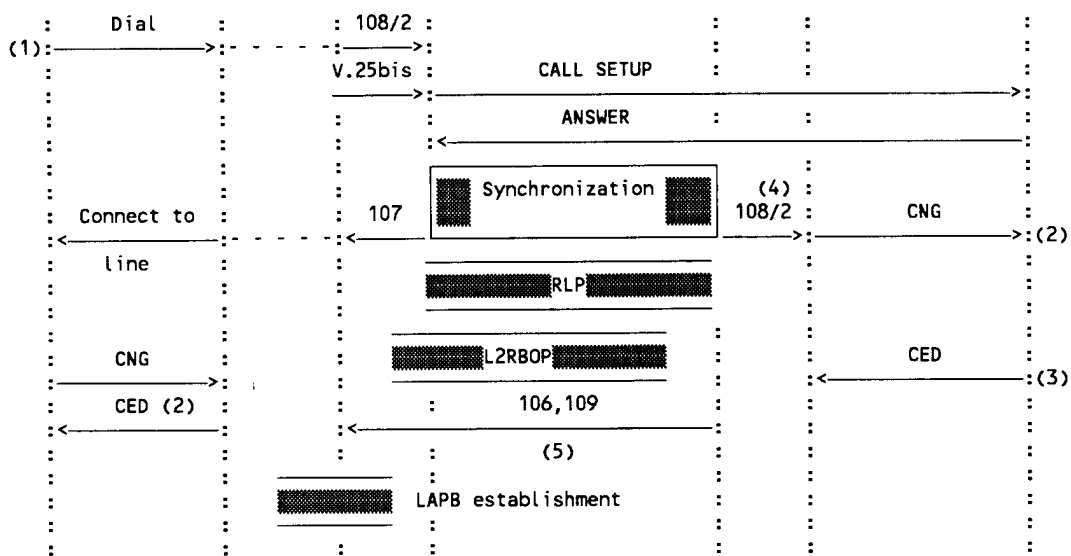 Dial 108/2
(1)
V.25bis CALL SETUP
ANSWER
Synchronization (4)
Connect to 107 108/2 CNG
(2)
line
RLP
CNG L2RBOP CED
(3)
CED (2) 106,109
(5)
LAPB establishment